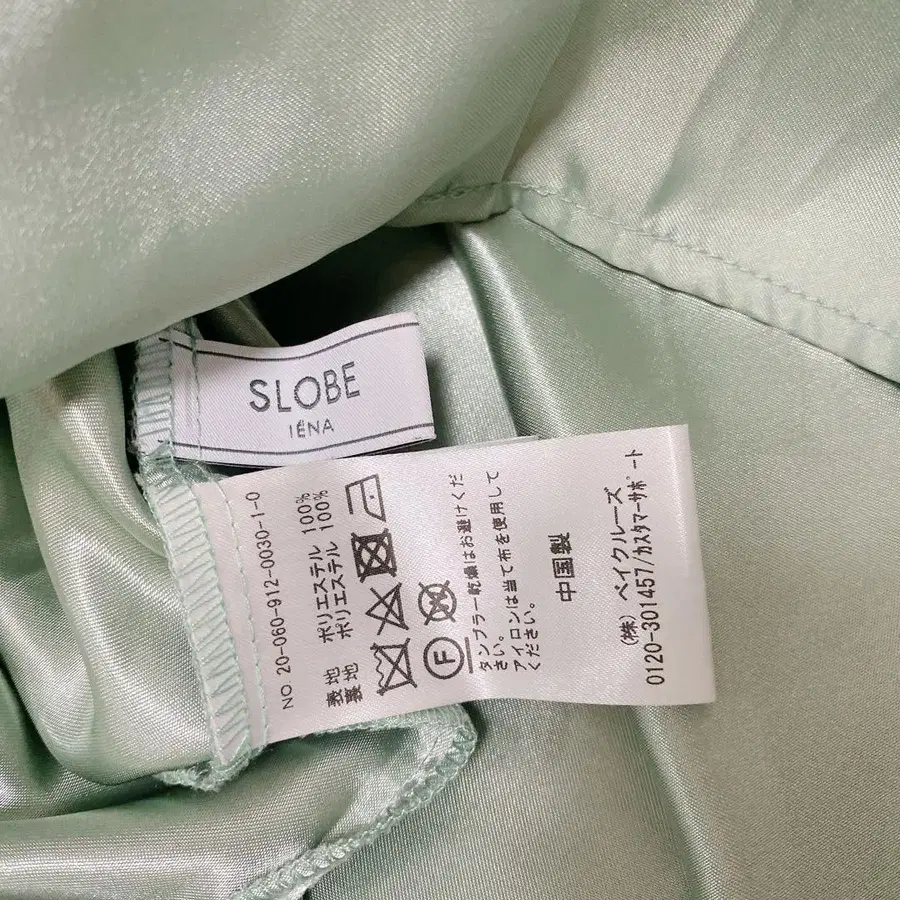 SLOBE
IÉNA
NO. 20-060-912-0030-1-0
表地 ポリエステル 100%
裏地 ポリエステル 100%
F
タンブラー乾燥はお避けくだ
さい。
アイロンは当て布を使用して
ください。
中国製
(株) ベイクルーズ
0120-301457/カスタマーサポート